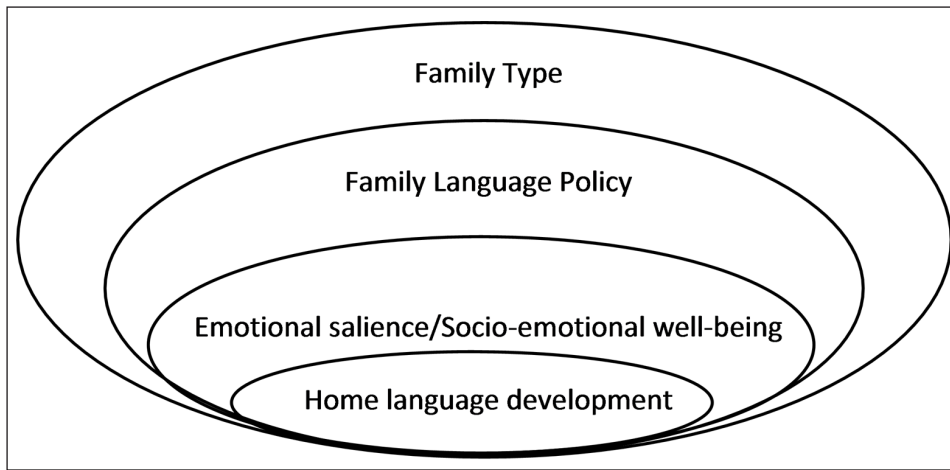 Family Type
Family Language Policy
Emotional salience/Socio-emotional well-being
Home language development